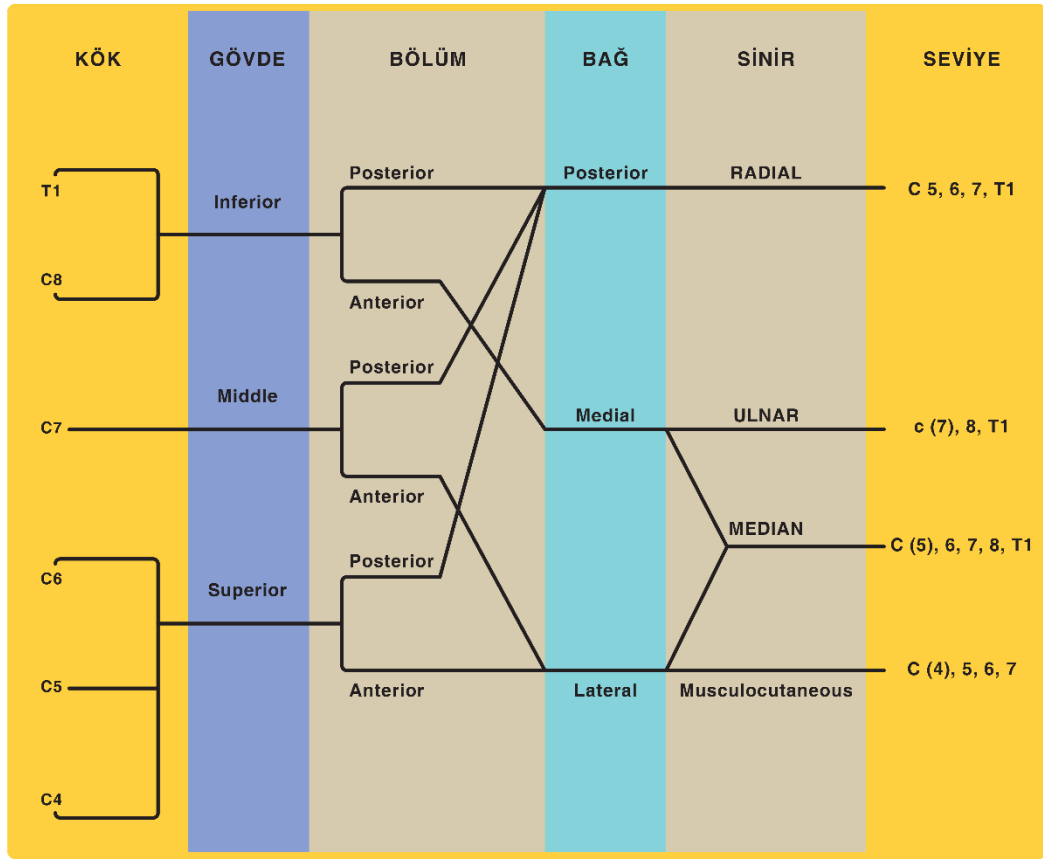 KÖK
GÖVDE
BÖLÜM
BAĞ
SİNİR
SEVİYE
T1
C8
C7
C6
C5
C4
Inferior
Middle
Superior
Posterior
Anterior
Posterior
Anterior
Posterior
Anterior
Posterior
Medial
Lateral
RADIAL
ULNAR
MEDIAN
Musculocutaneous
C 5, 6, 7, T1
c (7), 8, T1
C (5), 6, 7, 8, T1
C (4), 5, 6, 7